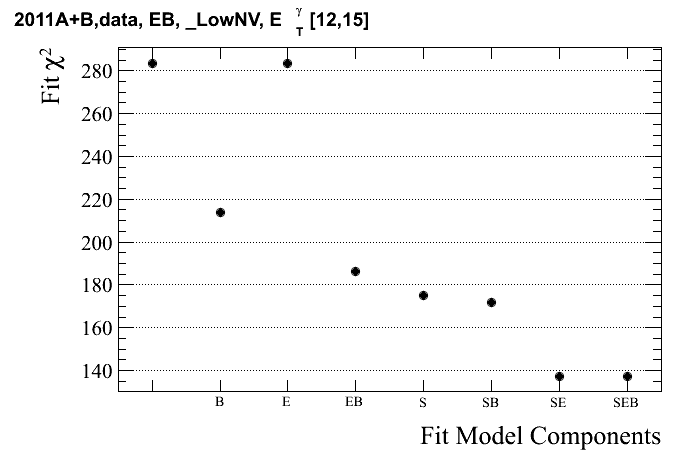 2011A+B,data, EB, _LowNV, E γ T [12,15]
Fit χ²
280
260
240
220
200
180
160
140
B E EB S SB SE SEB
Fit Model Components